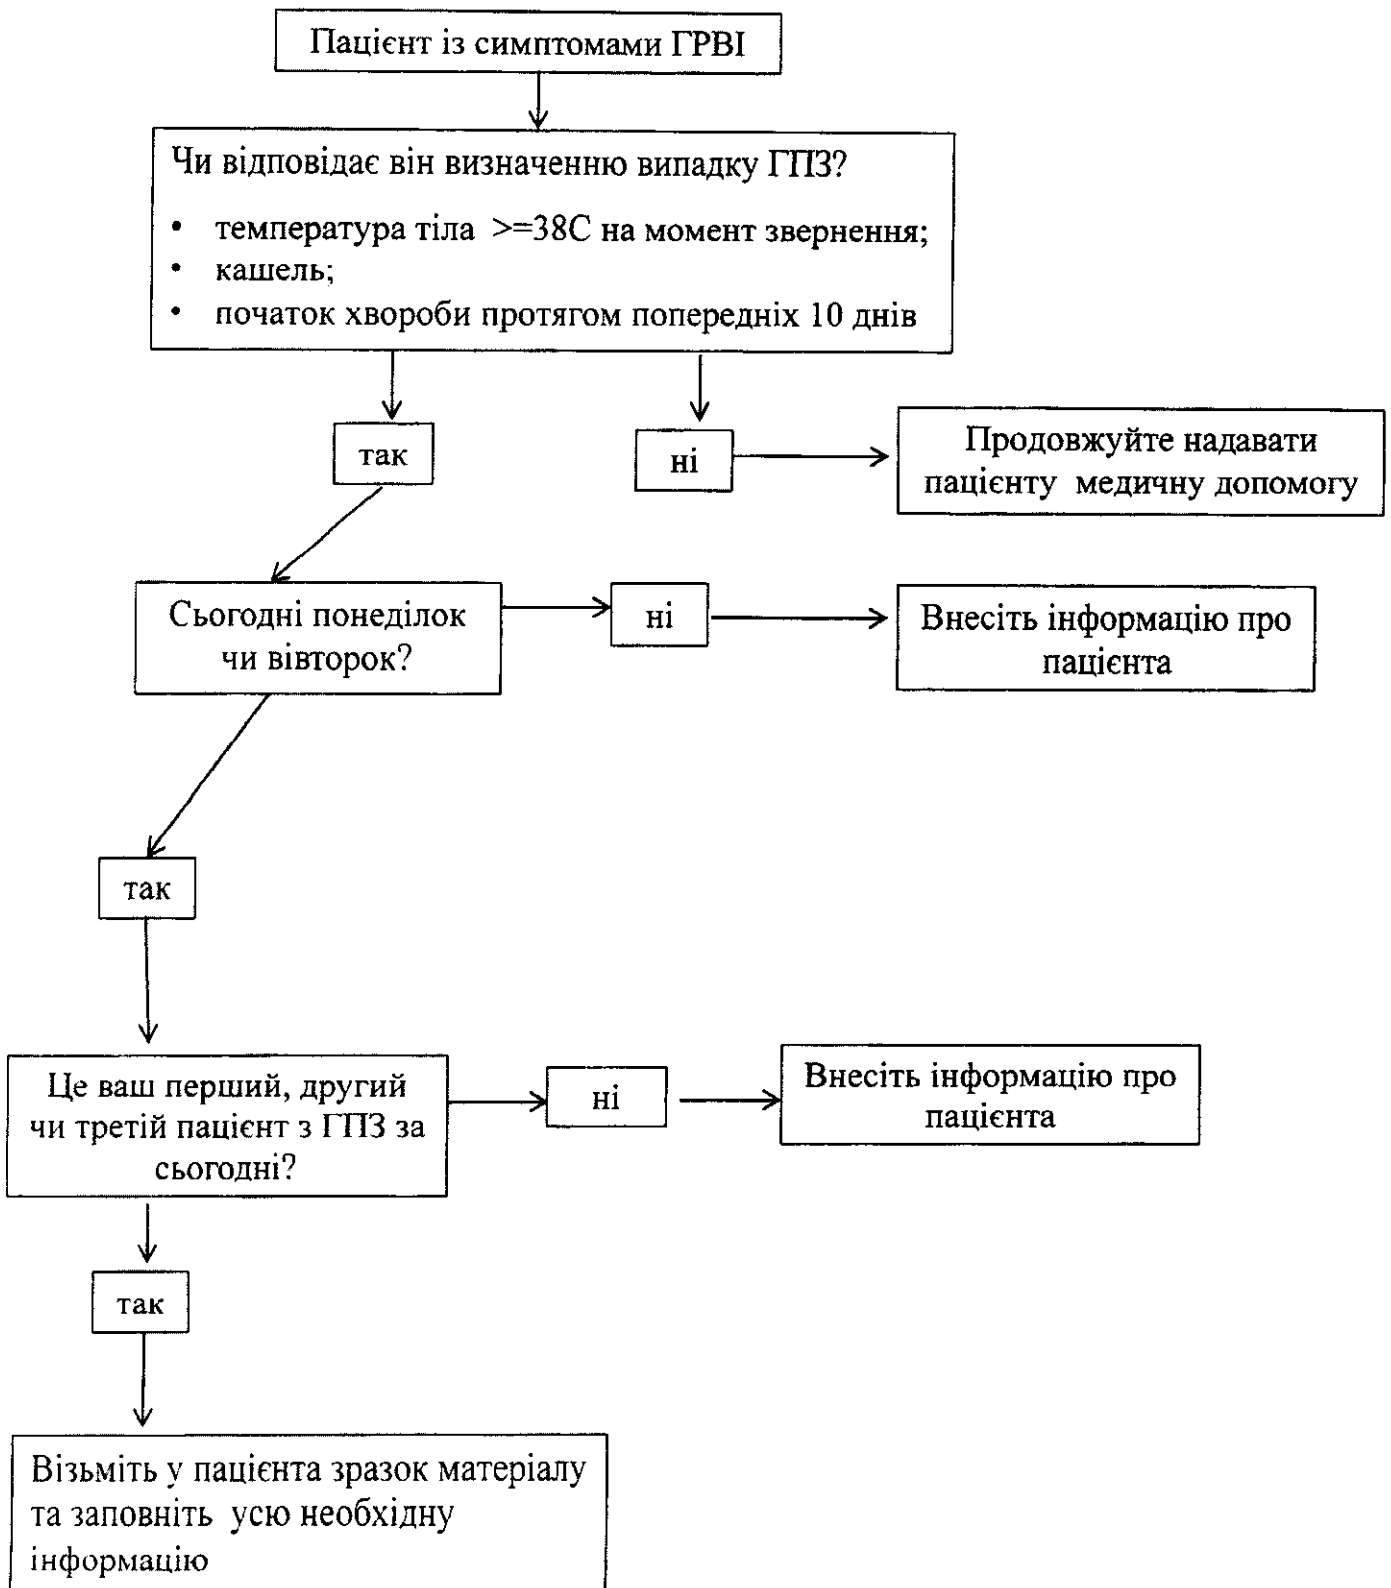 Пацієнт із симптомами ГРВІ
Чи відповідає він визначенню випадку ГПЗ?
• температура тіла >=38С на момент звернення;
• кашель;
• початок хвороби протягом попередніх 10 днів
так
ні
Продовжуйте надавати
пацієнту медичну допомогу
Сьогодні понеділок
чи вівторок?
ні
Внесіть інформацію про
пацієнта
так
Це ваш перший, другий
чи третій пацієнт з ГПЗ за
сьогодні?
ні
Внесіть інформацію про
пацієнта
так
Візьміть у пацієнта зразок матеріалу
та заповніть усю необхідну
інформацію